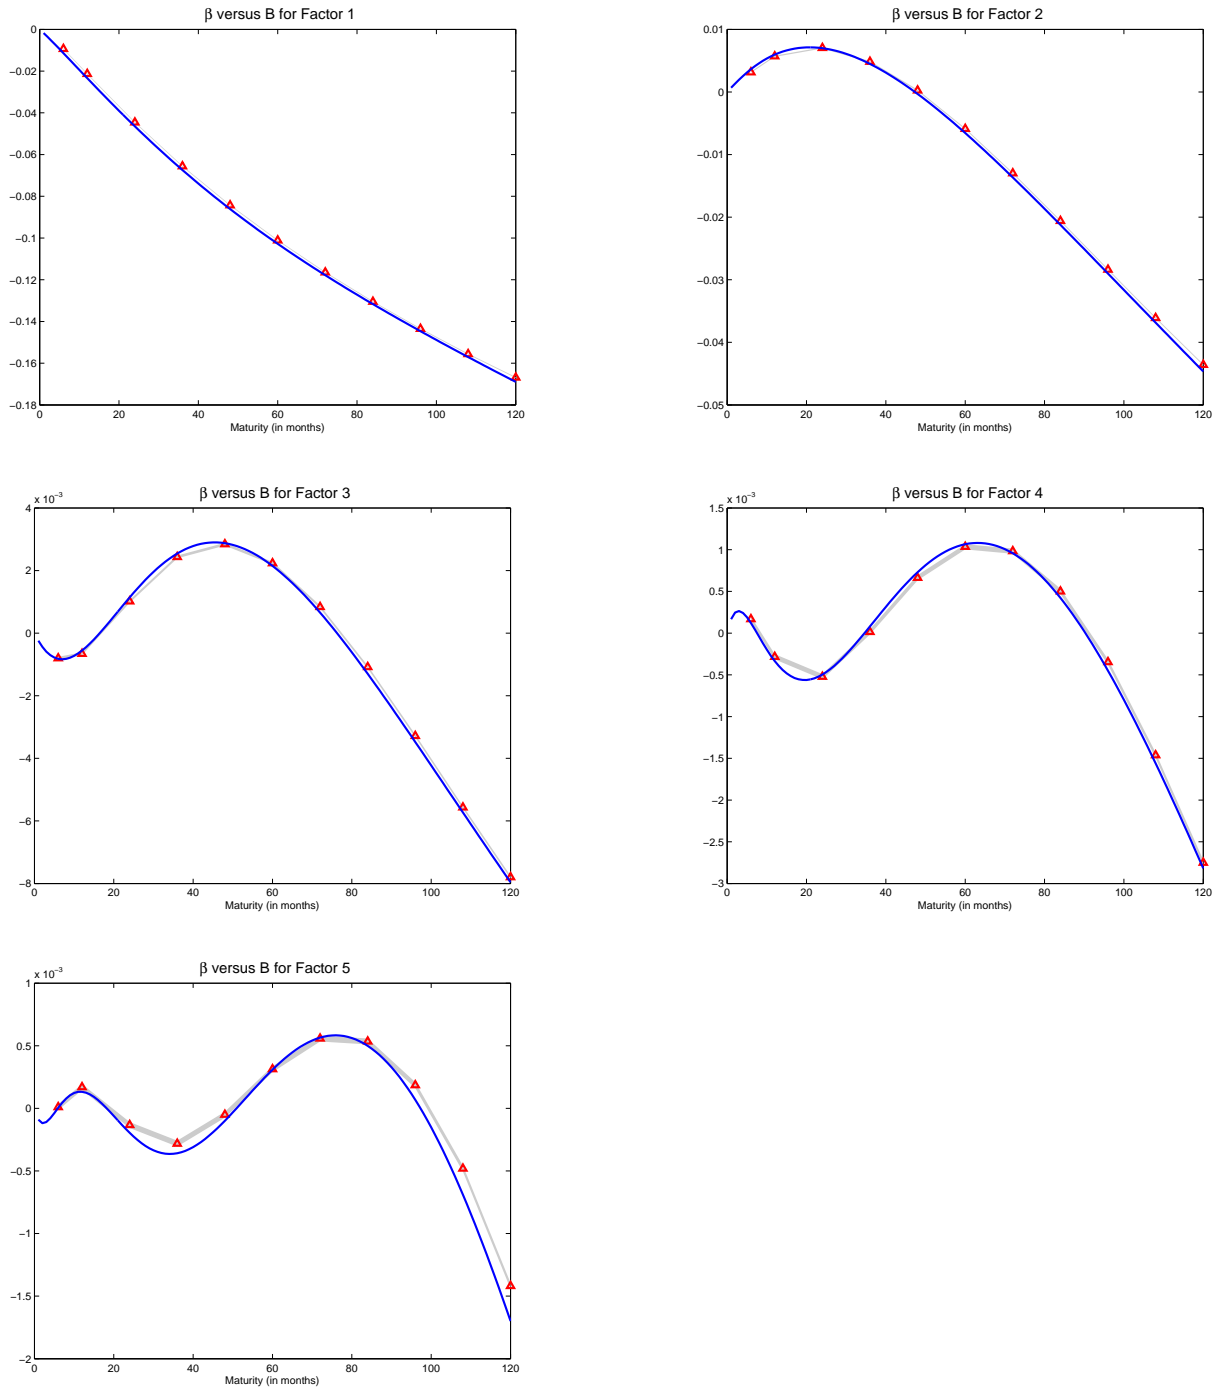 β versus B for Factor 1
0
−0.02
−0.04
−0.06
−0.08
−0.1
−0.12
−0.14
−0.16
−0.18
0 20 40 60 80 100 120
Maturity (in months)
β versus B for Factor 2
0.01
0
−0.01
−0.02
−0.03
−0.04
−0.05
0 20 40 60 80 100 120
Maturity (in months)
β versus B for Factor 3
x 10⁻³
4
2
0
−2
−4
−6
−8
0 20 40 60 80 100 120
Maturity (in months)
β versus B for Factor 4
x 10⁻³
1.5
1
0.5
0
−0.5
−1
−1.5
−2
−2.5
−3
0 20 40 60 80 100 120
Maturity (in months)
β versus B for Factor 5
x 10⁻³
1
0.5
0
−0.5
−1
−1.5
−2
0 20 40 60 80 100 120
Maturity (in months)